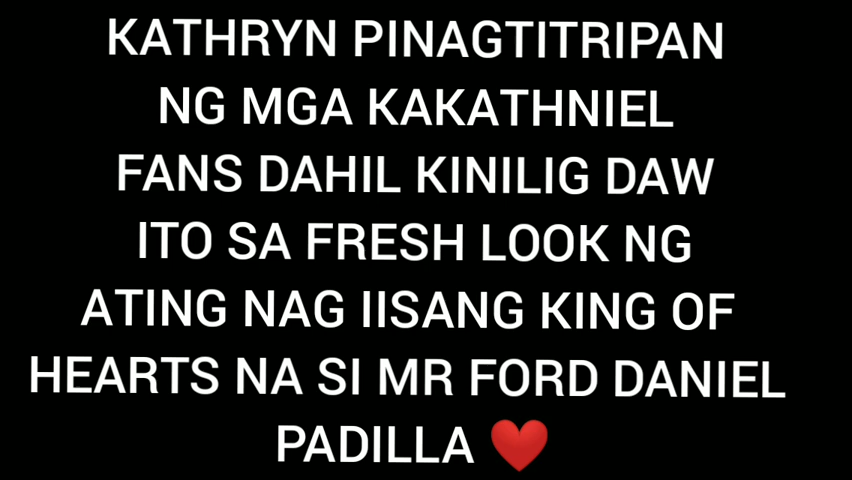 KATHRYN PINAGTITRIPAN
NG MGA KAKATHNIEL
FANS DAHIL KINILIG DAW
ITO SA FRESH LOOK NG
ATING NAG IISANG KING OF
HEARTS NA SI MR FORD DANIEL
PADILLA ❤️